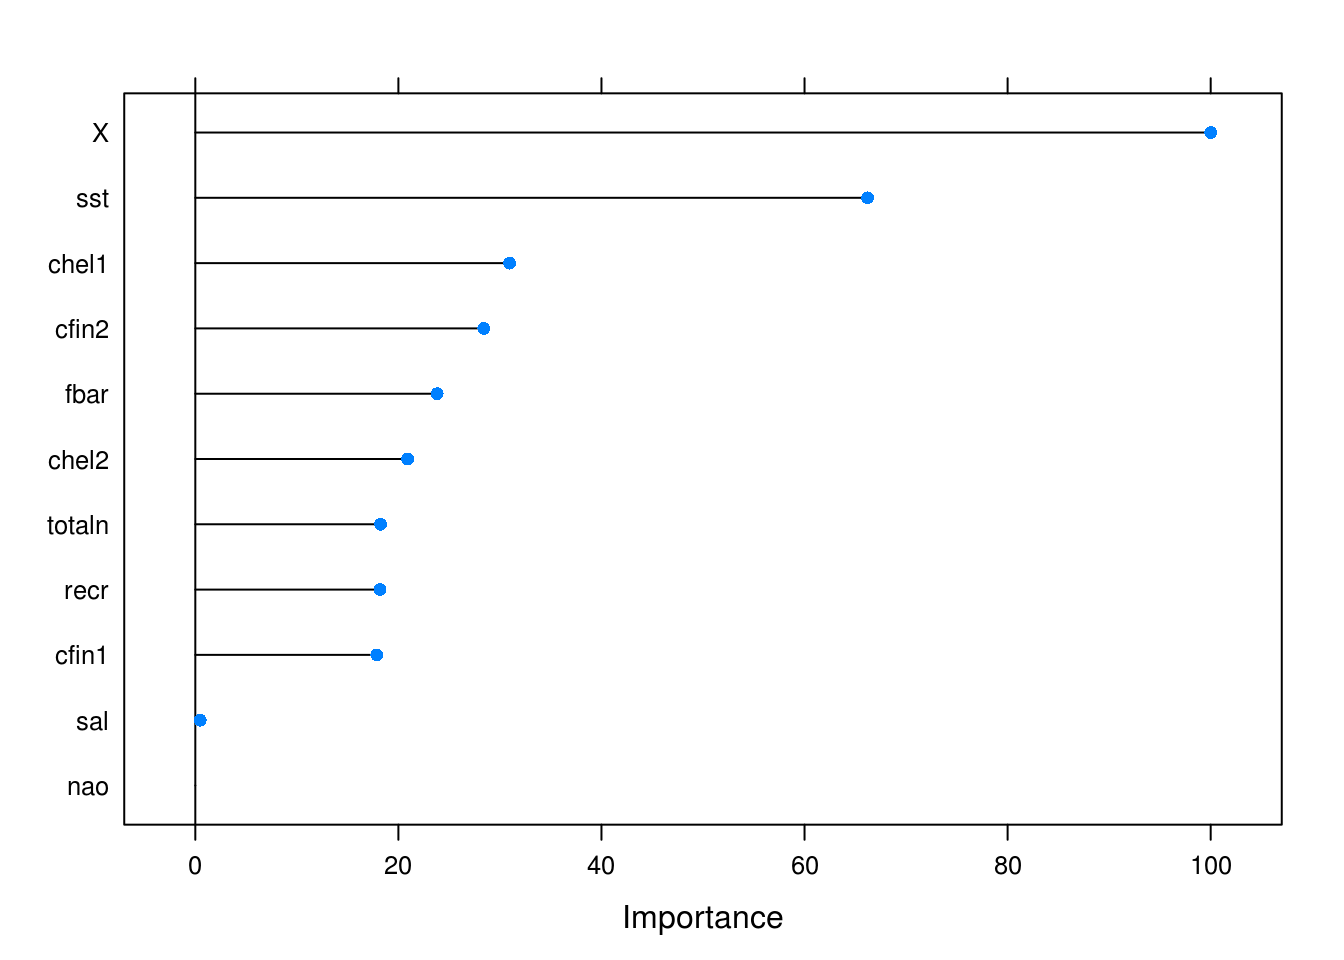 X
sst
chel1
cfin2
fbar
chel2
totaln
recr
cfin1
sal
nao
0 20 40 60 80 100
Importance